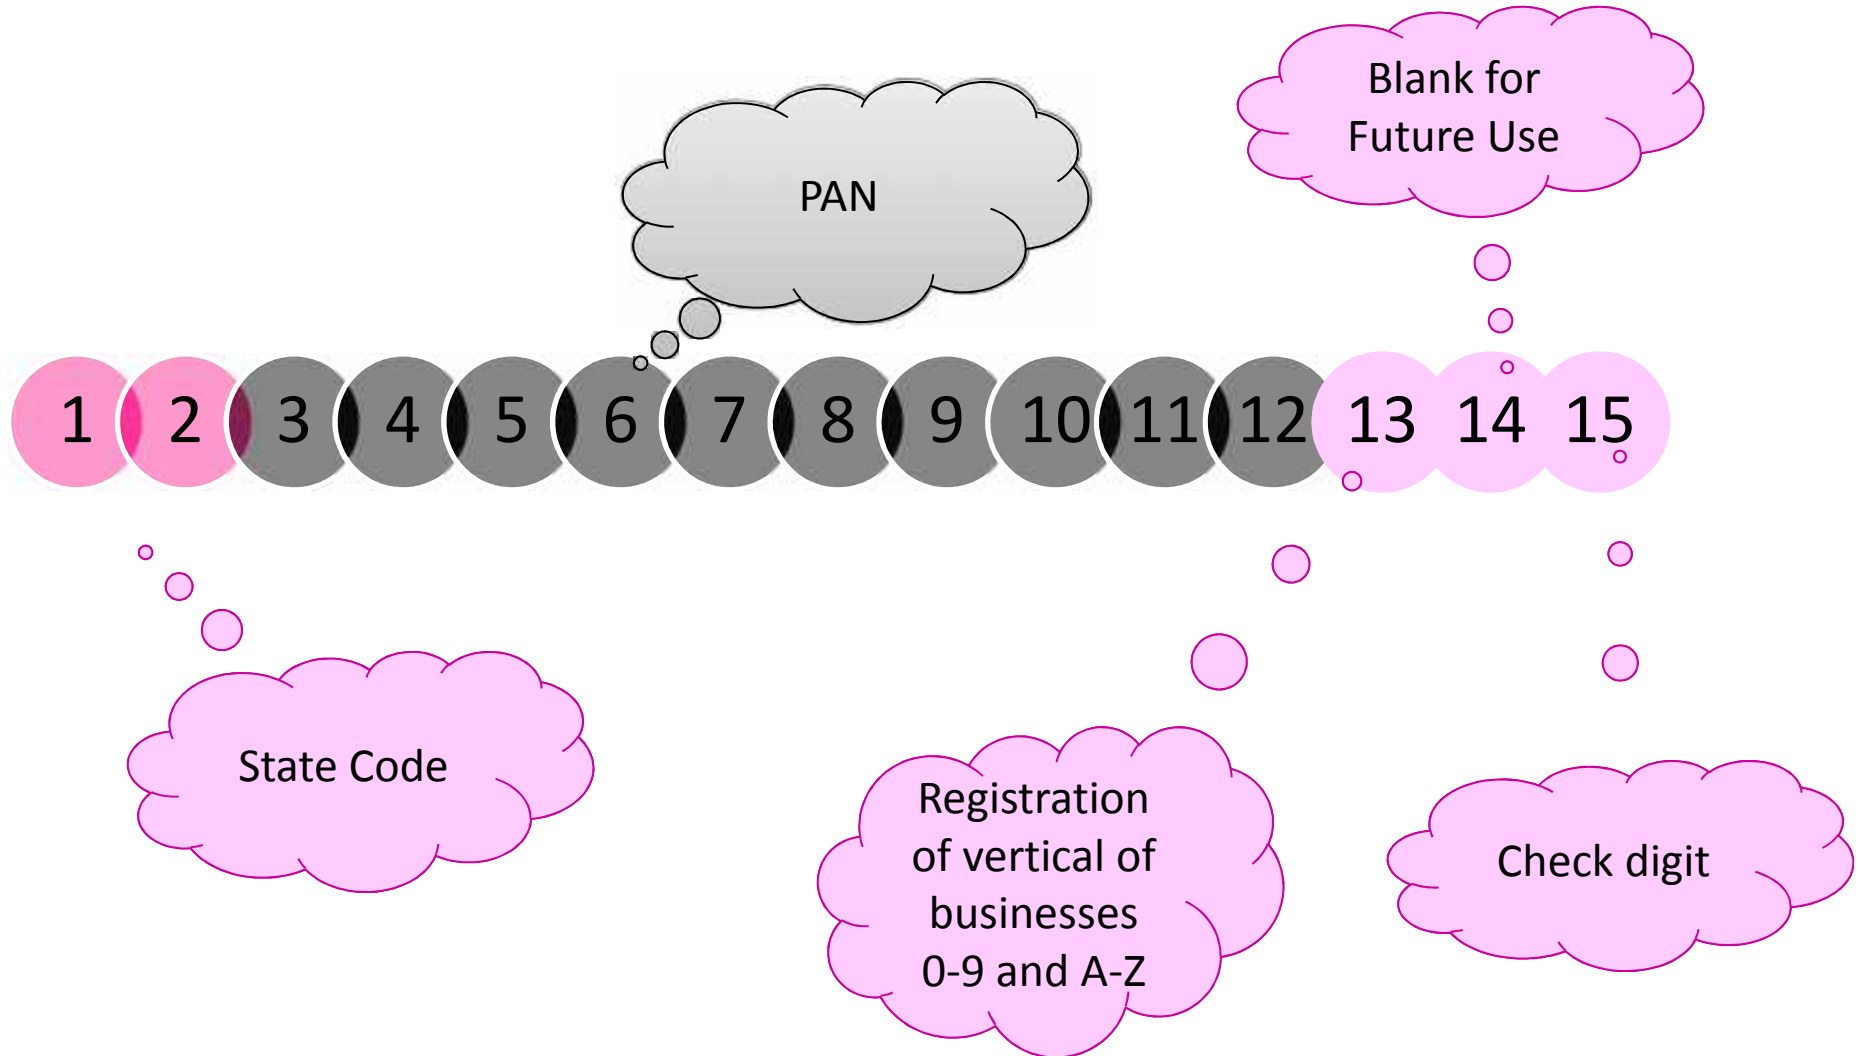 Blank for
Future Use
PAN
1 2 3 4 5 6 7 8 9 10 11 12 13 14 15
State Code
Registration
of vertical of
businesses
0-9 and A-Z
Check digit